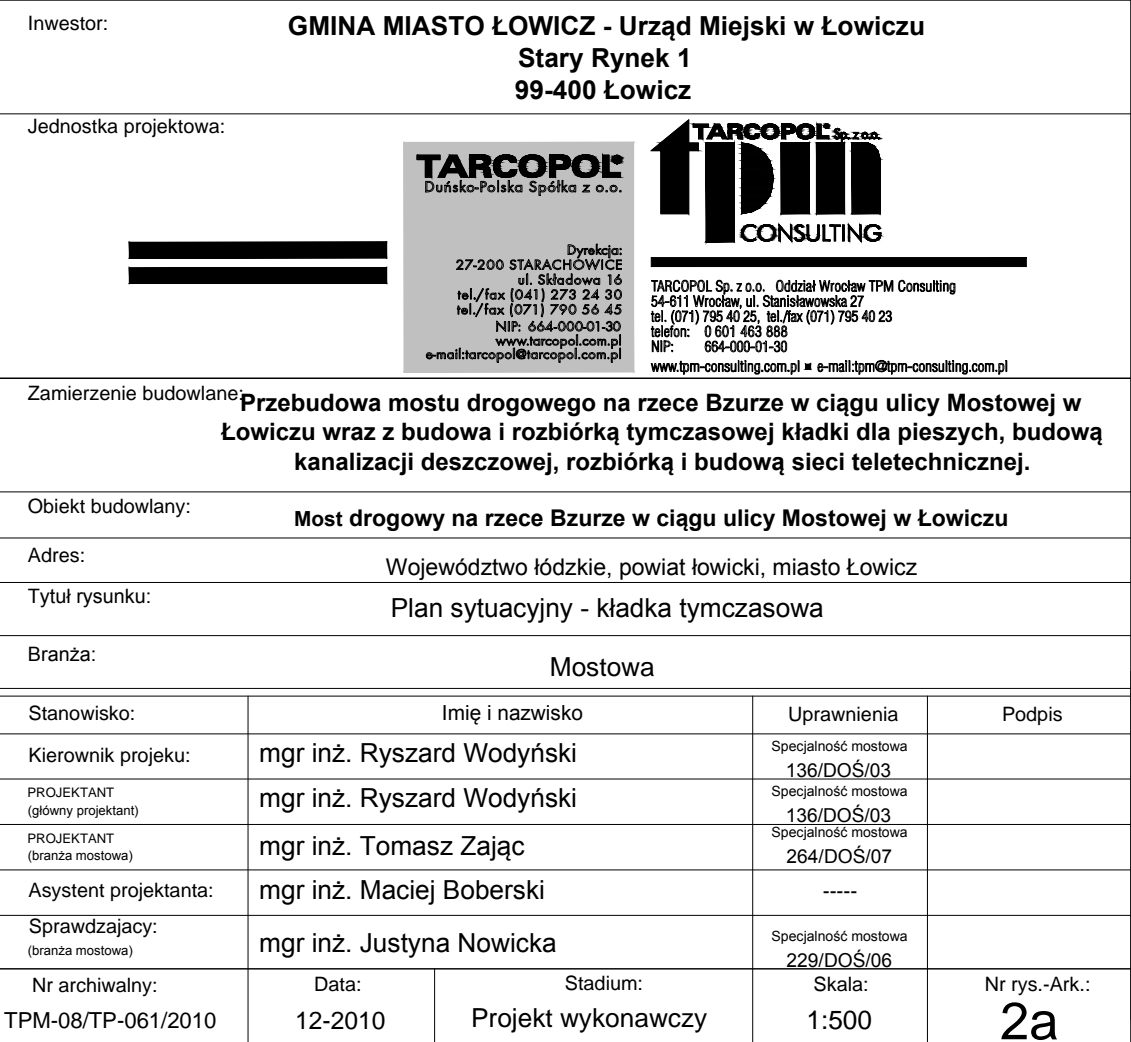 Inwestor:
GMINA MIASTO ŁOWICZ - Urząd Miejski w Łowiczu
Stary Rynek 1
99-400 Łowicz
Jednostka projektowa:
TARCOPOL
Duńsko-Polska Spółka z o.o.
Dyrekcja:
27-200 STARACHOWICE
ul. Składowa 16
tel./fax (041) 273 24 30
tel./fax (071) 790 56 45
NIP: 664-000-01-30
www.tarcopol.com.pl
e-mail:tarcopol@tarcopol.com.pl
TARCOPOL Sp. z o.o.
tpm
CONSULTING
TARCOPOL Sp. z o.o. Oddział Wrocław TPM Consulting
54-611 Wrocław, ul. Stanisławowska 27
tel. (071) 795 40 25, tel./fax (071) 795 40 23
telefon: 0 601 463 888
NIP: 664-000-01-30
www.tpm-consulting.com.pl ▪ e-mail:tpm@tpm-consulting.com.pl
Zamierzenie budowlane:
Przebudowa mostu drogowego na rzece Bzurze w ciągu ulicy Mostowej w
Łowiczu wraz z budowa i rozbiórką tymczasowej kładki dla pieszych, budową
kanalizacji deszczowej, rozbiórką i budową sieci teletechnicznej.
Obiekt budowlany:
Most drogowy na rzece Bzurze w ciągu ulicy Mostowej w Łowiczu
Adres:
Województwo łódzkie, powiat łowicki, miasto Łowicz
Tytuł rysunku:
Plan sytuacyjny - kładka tymczasowa
Branża:
Mostowa
Stanowisko: Imię i nazwisko Uprawnienia Podpis
Kierownik projeku: mgr inż. Ryszard Wodyński Specjalność mostowa
136/DOŚ/03
PROJEKTANT
(główny projektant) mgr inż. Ryszard Wodyński Specjalność mostowa
136/DOŚ/03
PROJEKTANT
(branża mostowa) mgr inż. Tomasz Zając Specjalność mostowa
264/DOŚ/07
Asystent projektanta: mgr inż. Maciej Boberski -----
Sprawdzajacy:
(branża mostowa) mgr inż. Justyna Nowicka Specjalność mostowa
229/DOŚ/06
Nr archiwalny: Data: Stadium: Skala: Nr rys.-Ark.:
TPM-08/TP-061/2010 12-2010 Projekt wykonawczy 1:500 2a